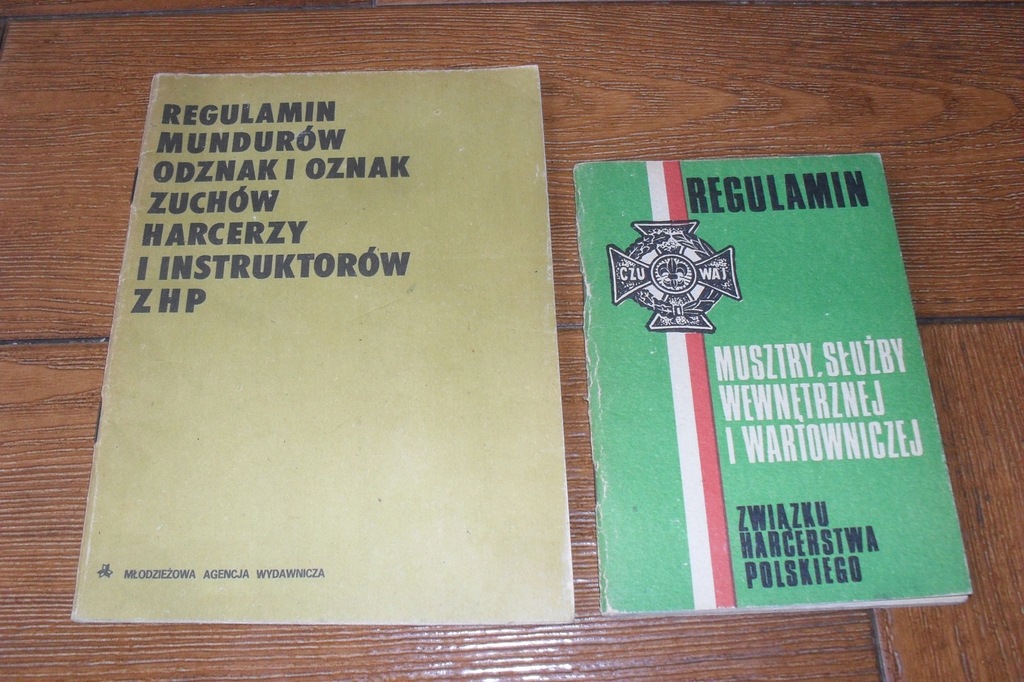 REGULAMIN
MUNDURÓW
ODZNAK I OZNAK
ZUCHÓW
HARCERZY
I INSTRUKTORÓW
ZHP
MŁODZIEŻOWA AGENCJA WYDAWNICZA
REGULAMIN
CZU WAJ
MUSZTRY, SŁUŻBY
WEWNĘTRZNEJ
I WARTOWNICZEJ
ZWIĄZKU
HARCERSTWA
POLSKIEGO